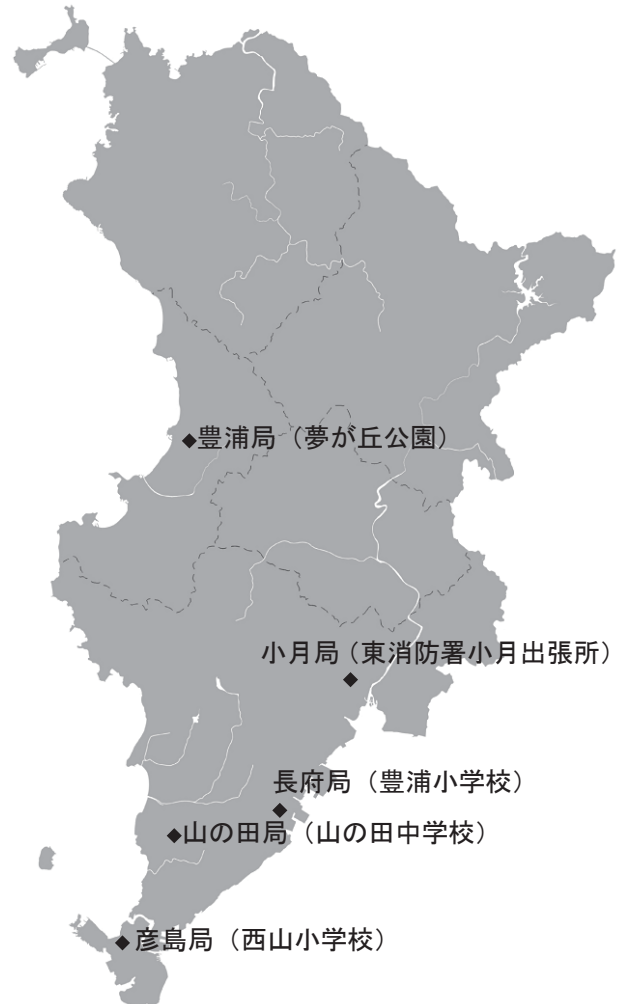 ◆豊浦局（夢が丘公園）
小月局（東消防署小月出張所）
長府局（豊浦小学校）
◆山の田局（山の田中学校）
◆彦島局（西山小学校）